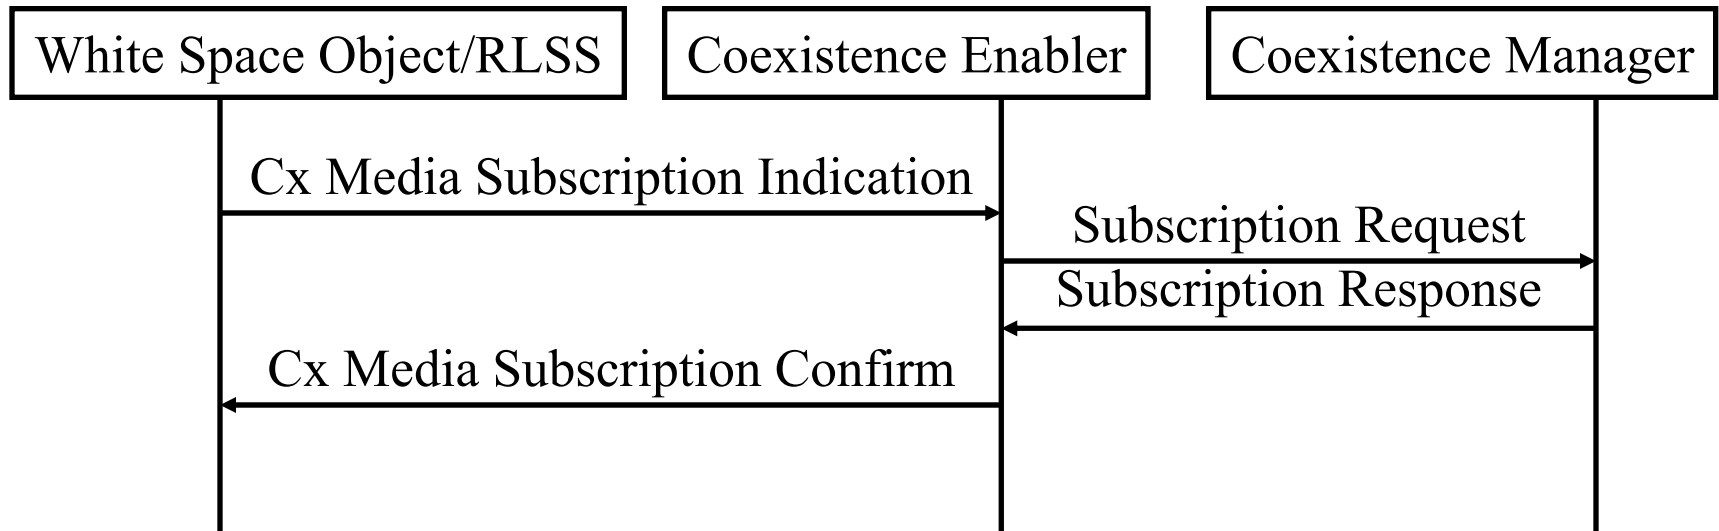 White Space Object/RLSS
Coexistence Enabler
Coexistence Manager
Cx Media Subscription Indication
Subscription Request
Subscription Response
Cx Media Subscription Confirm